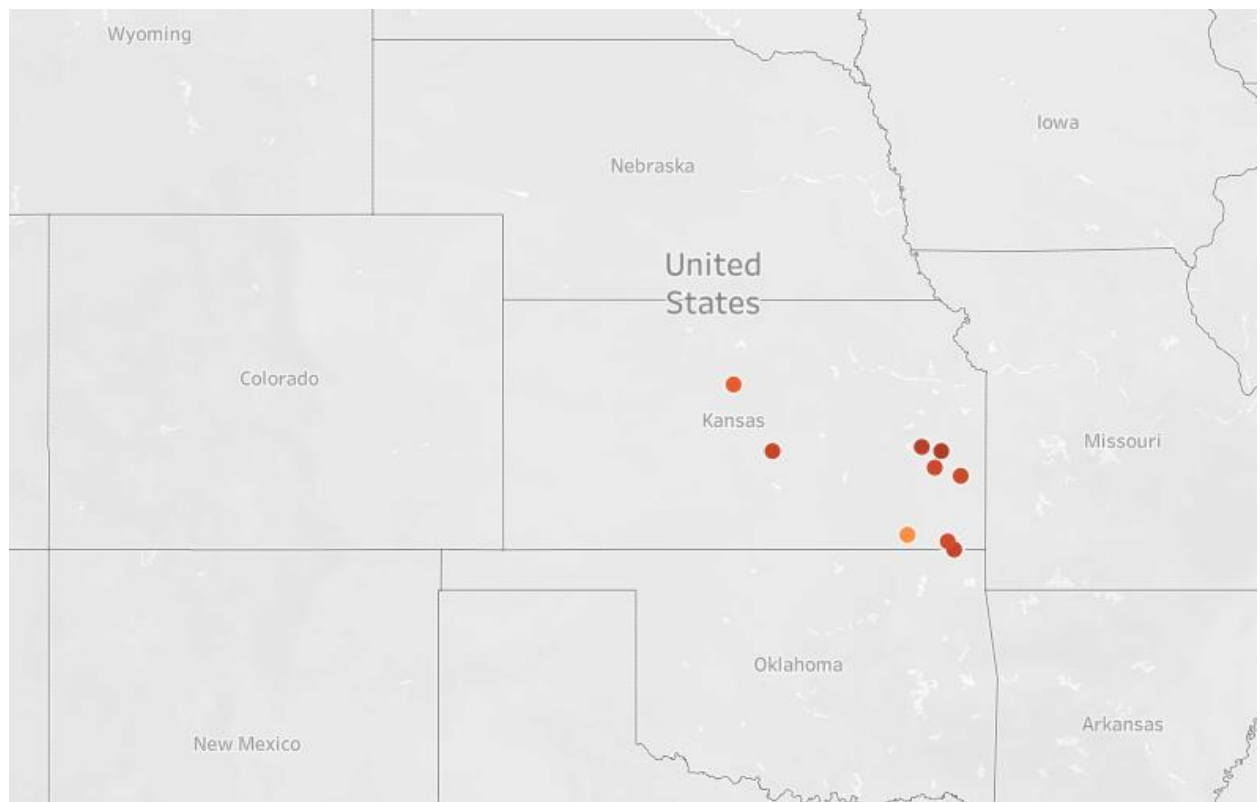 Wyoming
Iowa
Nebraska
United
States
Colorado
Kansas
Missouri
Oklahoma
Arkansas
New Mexico